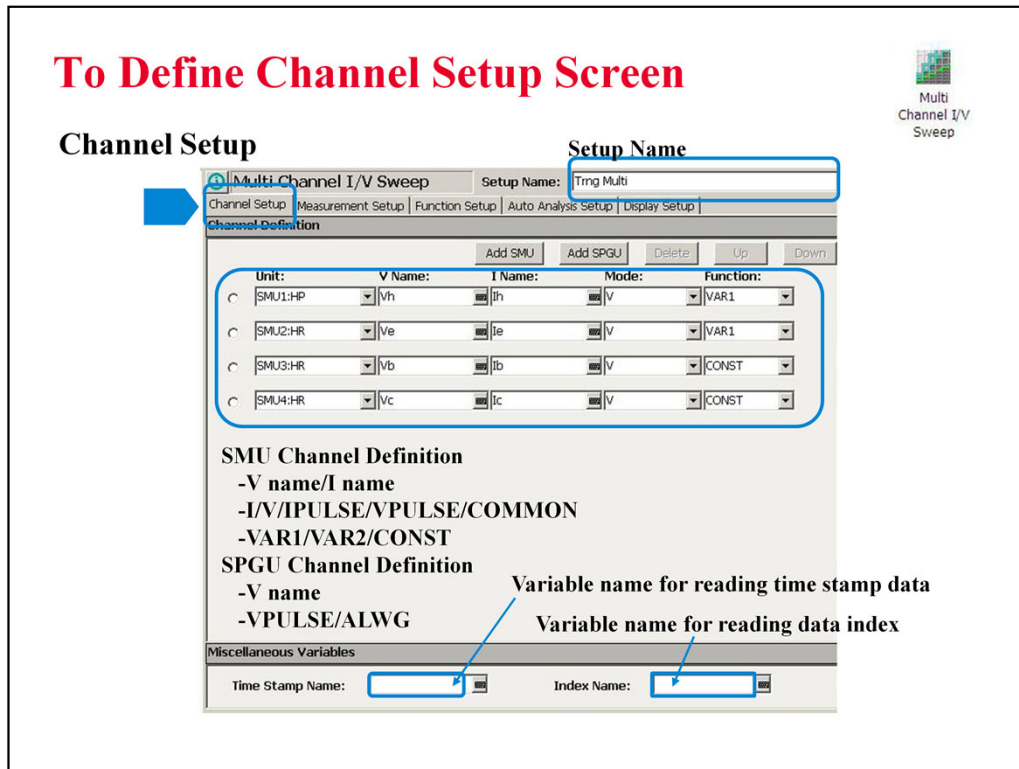 To Define Channel Setup Screen
Multi
Channel I/V
Sweep
Channel Setup
Setup Name
Multi Channel I/V Sweep
Setup Name: Trng Multi
Channel Setup Measurement Setup Function Setup Auto Analysis Setup Display Setup
Channel Definition
Add SMU Add SPGU Delete Up Down
Unit: V Name: I Name: Mode: Function:
SMU1:HP Vh Ih V VAR1
SMU2:HR Ve Ie V VAR1
SMU3:HR Vb Ib V CONST
SMU4:HR Vc Ic V CONST
SMU Channel Definition
-V name/I name
-I/V/IPULSE/VPULSE/COMMON
-VAR1/VAR2/CONST
SPGU Channel Definition
-V name
-VPULSE/ALWG
Variable name for reading time stamp data
Variable name for reading data index
Miscellaneous Variables
Time Stamp Name: Index Name: